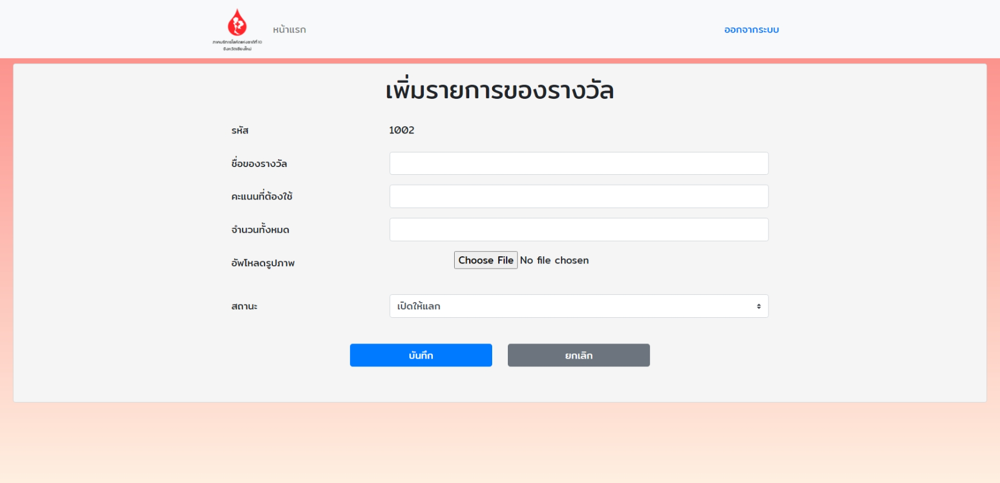 หน้าแรก
ออกจากระบบ
ภาคบริการโลหิตแห่งชาติที่ 10
จังหวัดเชียงใหม่
เพิ่มรายการของรางวัล
รหัส 1002
ชื่อของรางวัล
คะแนนที่ต้องใช้
จำนวนทั้งหมด
อัพโหลดรูปภาพ Choose File No file chosen
สถานะ เปิดให้แลก
บันทึก ยกเลิก